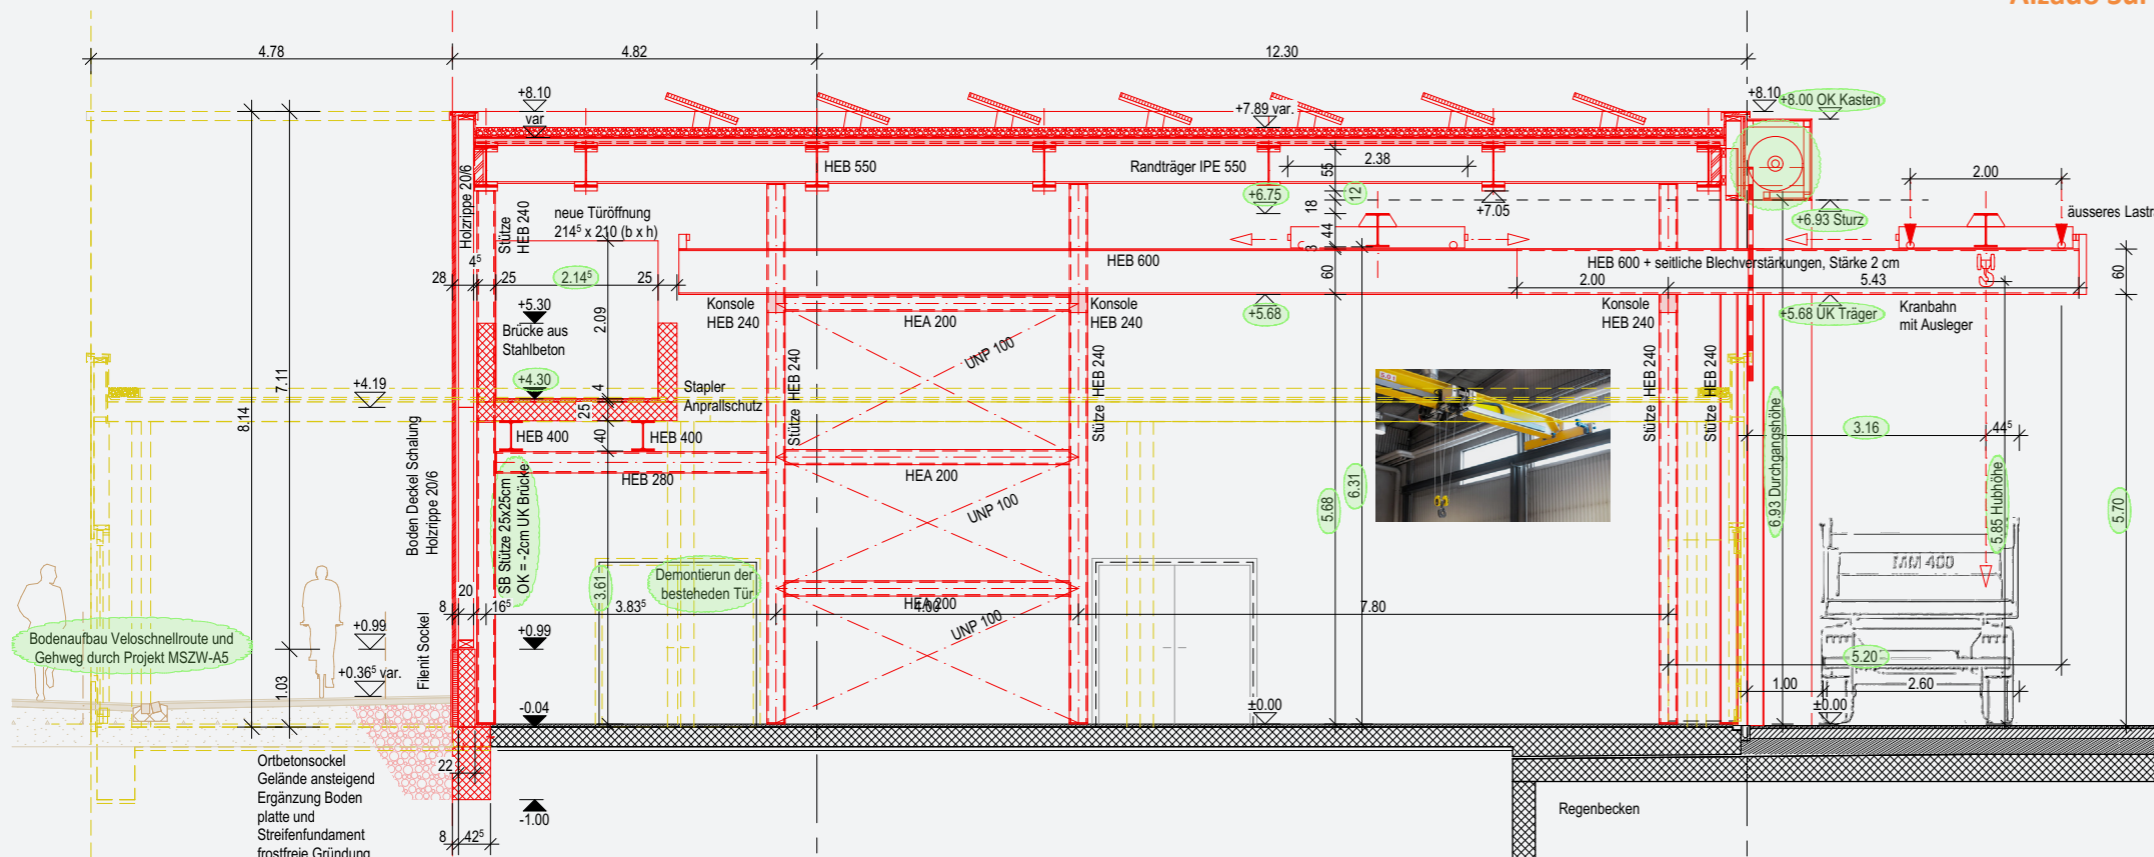 4.78
4.82
12.30
+8.10
var
+7.89 var.
+8.10
+8.00 OK Kasten
HEB 550
Randträger IPE 550
2.38
55
12
18
44
3
60
+6.75
+7.05
+6.93 Sturz
2.00
Holzrippe 20/6
Stütze
HEB 240
neue Türöffnung
214⁵ x 210 (b x h)
HEB 600
HEB 600 + seitliche Blechverstärkungen, Stärke 2 cm
28
4⁵
25
2.14⁵
25
2.00
5.43
60
+5.30
Brücke aus
Stahlbeton
2.09
Konsole
HEB 240
HEA 200
Konsole
HEB 240
+5.68
Konsole
HEB 240
+5.68 UK Träger
Kranbahn
mit Ausleger
UNP 100
8.14
7.11
+4.19
+4.30
4
25
40
Stapler
Anprallschutz
Stütze HEB 240
Stütze HEB 240
Stütze HEB 240
Stütze HEB 240
HEB 400
HEB 400
HEB 280
HEA 200
UNP 100
Boden Deckel Schalung
Holzrippe 20/6
SB Stütze 25x25cm
OK = -2cm UK Brücke
5.68
6.31
6.93 Durchgangshöhe
3.16
44⁵
5.85 Hubhöhe
5.70
3.61
Demontierun der
besteheden Tür
MM 400
HEA 200
20
8
16⁵
3.83⁵
4.00
7.80
UNP 100
Bodenaufbau Veloschnellroute und
Gehweg durch Projekt MSZW-A5
+0.99
+0.99
+0.36⁵ var.
Filenit Sockel
1.03
5.20
1.00
2.60
-0.04
±0.00
±0.00
Ortbetonsockel
Gelände ansteigend
Ergänzung Boden
platte und
Streifenfundament
frostfreie Gründung
22
-1.00
8
42⁵
Regenbecken